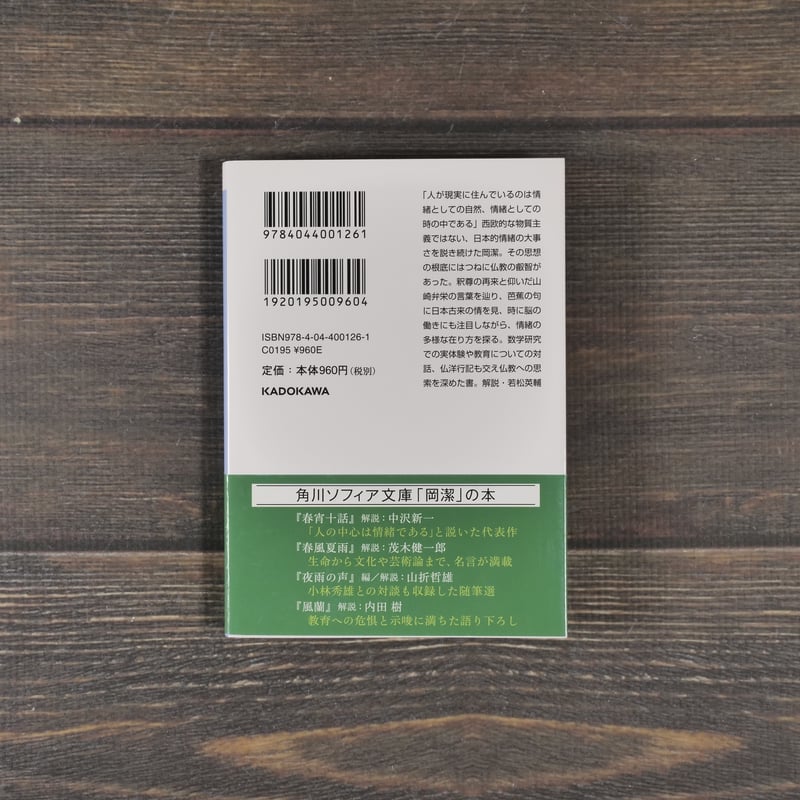 9784044001261
1920195009604
ISBN978-4-04-400126-1
C0195 ¥960E
定価：本体960円（税別）
KADOKAWA
「人が現実に住んでいるのは情
緒としての自然、情緒としての
時の中である」西欧的な物質主
義ではない、日本的情緒の大事
さを説き続けた岡潔。その思想
の根底にはつねに仏教の叡智が
あった。釈尊の再来と仰いだ山
崎弁栄の言葉を辿り、芭蕉の句
に日本古来の情を見、時に脳の
働きにも注目しながら、情緒の
多様な在り方を探る。数学研究
での実体験や教育についての対
話、仏洋行記も交え仏教への思
索を深めた書。解説・若松英輔
角川ソフィア文庫「岡潔」の本
『春宵十話』 解説：中沢新一
「人の中心は情緒である」と説いた代表作
『春風夏雨』 解説：茂木健一郎
生命から文化や芸術論まで、名言が満載
『夜雨の声』 編／解説：山折哲雄
小林秀雄との対談も収録した随筆選
『風蘭』 解説：内田 樹
教育への危惧と示唆に満ちた語り下ろし